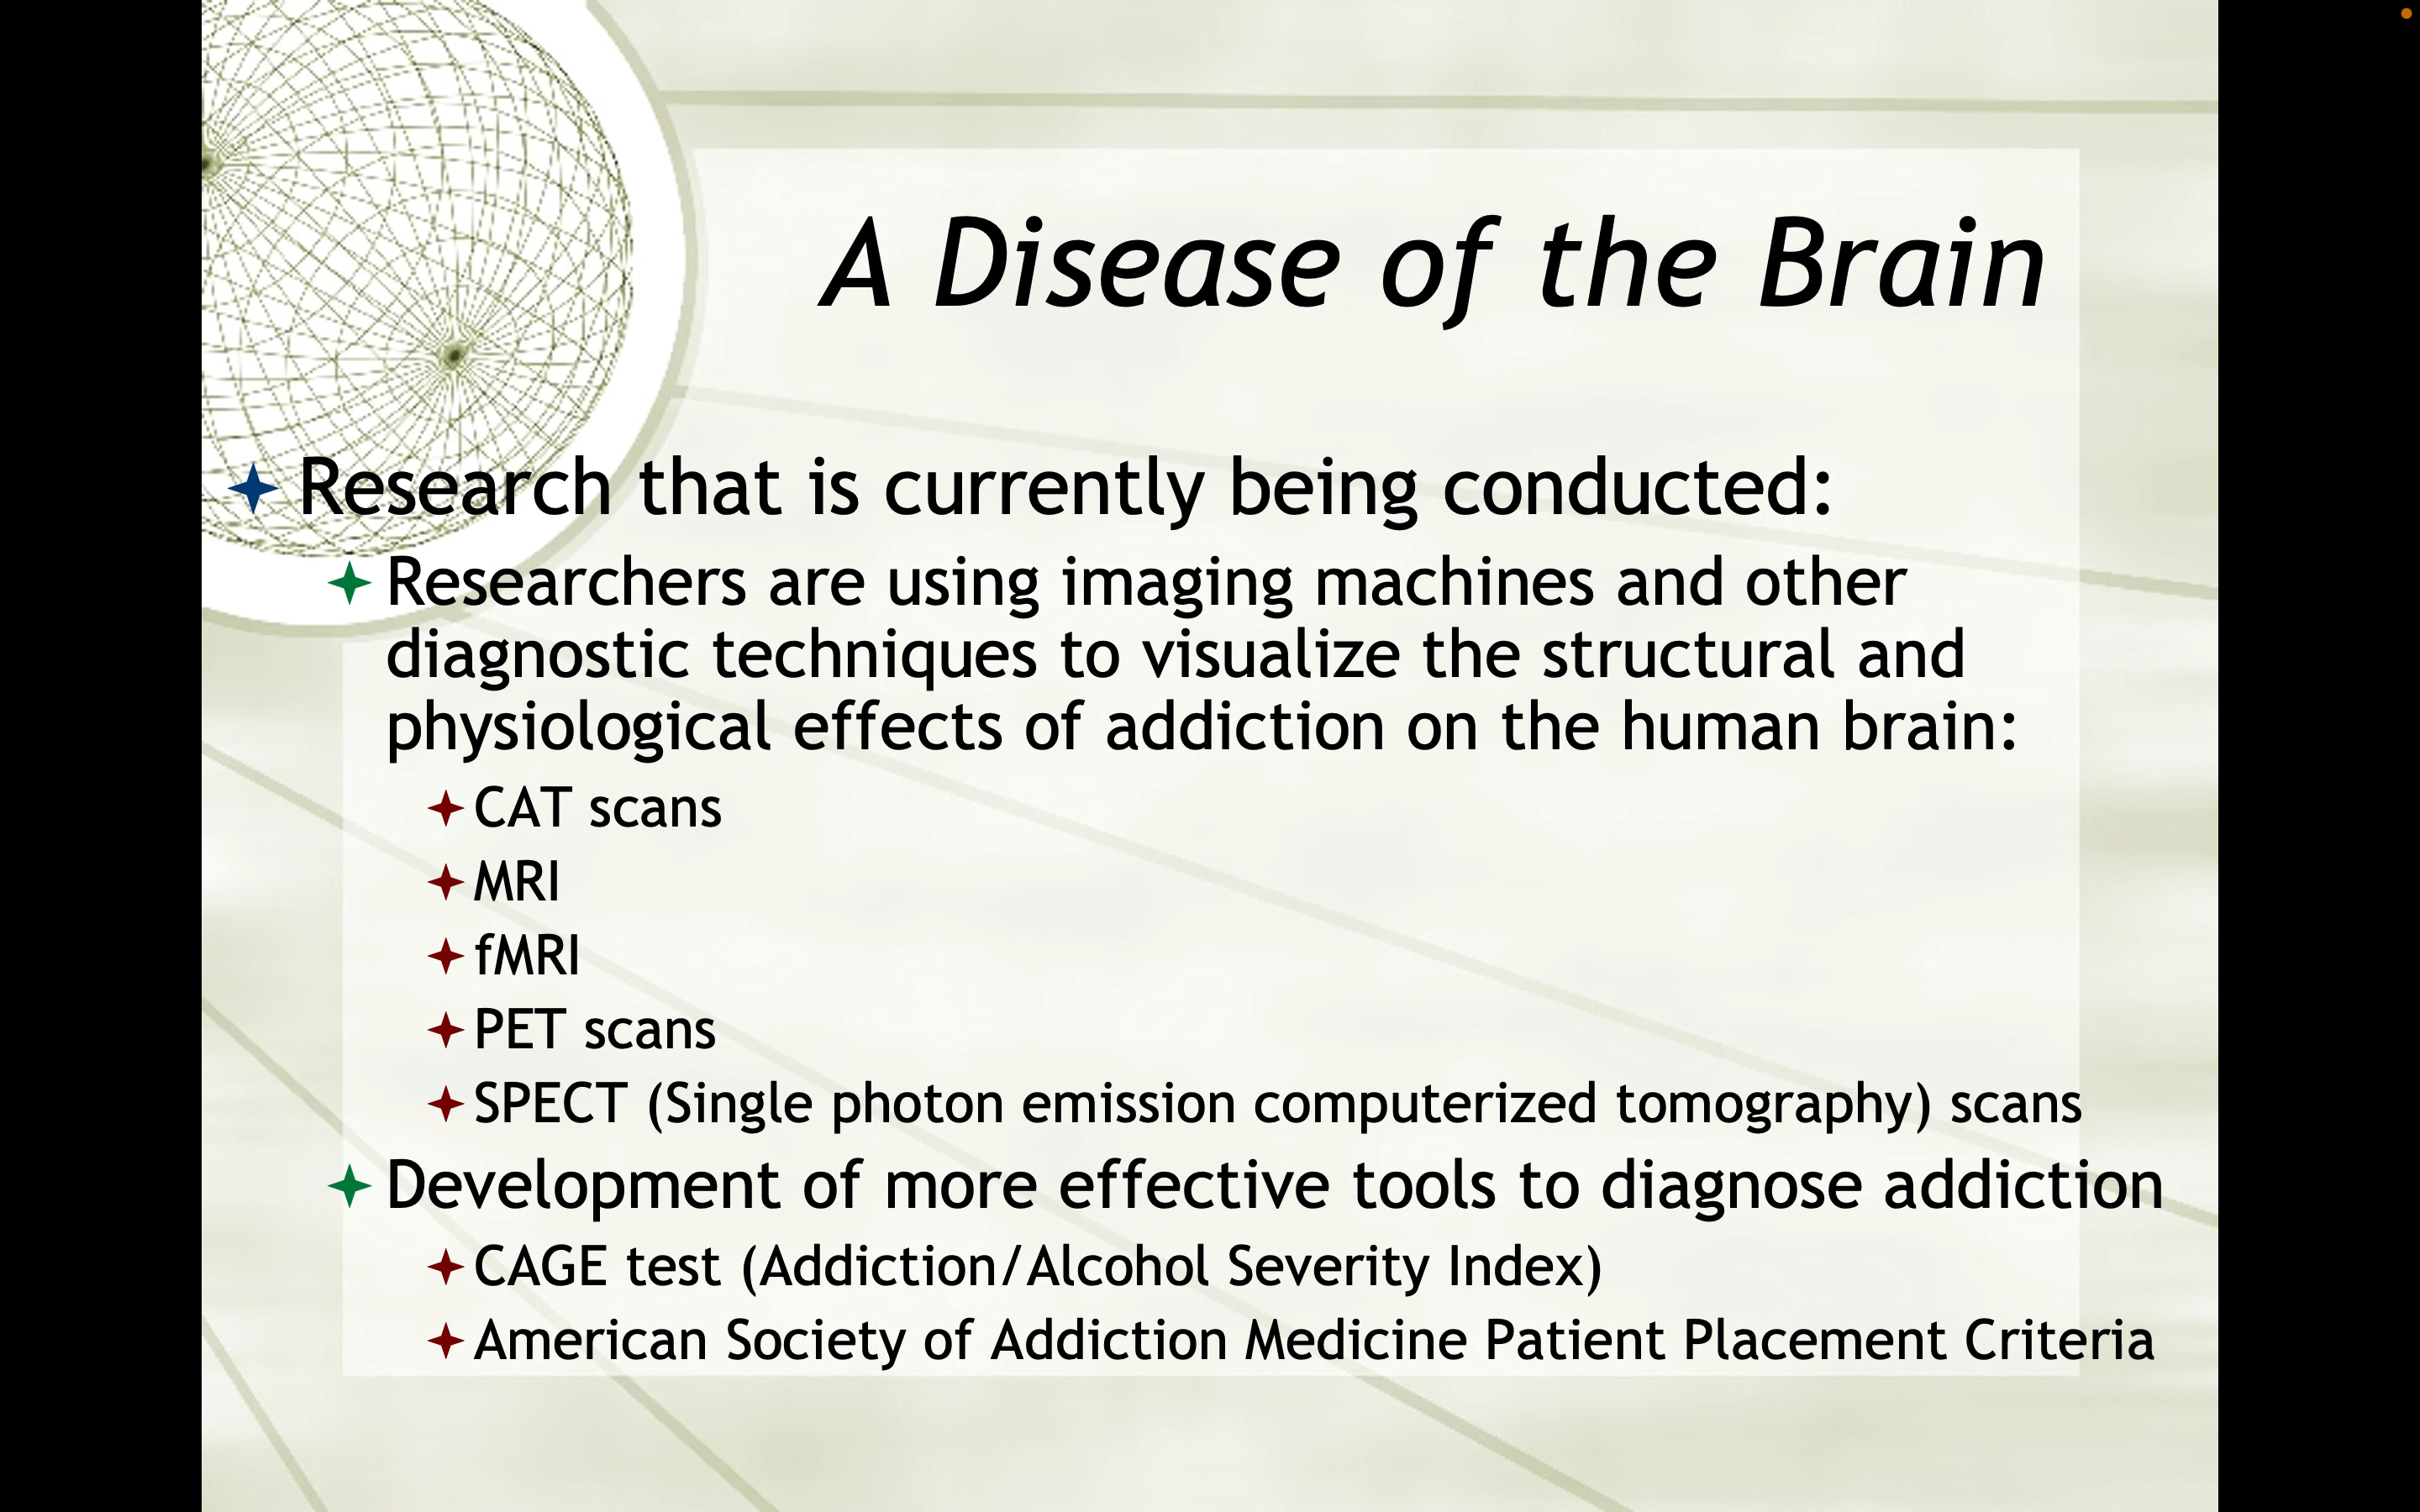 A Disease of the Brain
Research that is currently being conducted:
Researchers are using imaging machines and other
diagnostic techniques to visualize the structural and
physiological effects of addiction on the human brain:
CAT scans
MRI
fMRI
PET scans
SPECT (Single photon emission computerized tomography) scans
Development of more effective tools to diagnose addiction
CAGE test (Addiction/Alcohol Severity Index)
American Society of Addiction Medicine Patient Placement Criteria